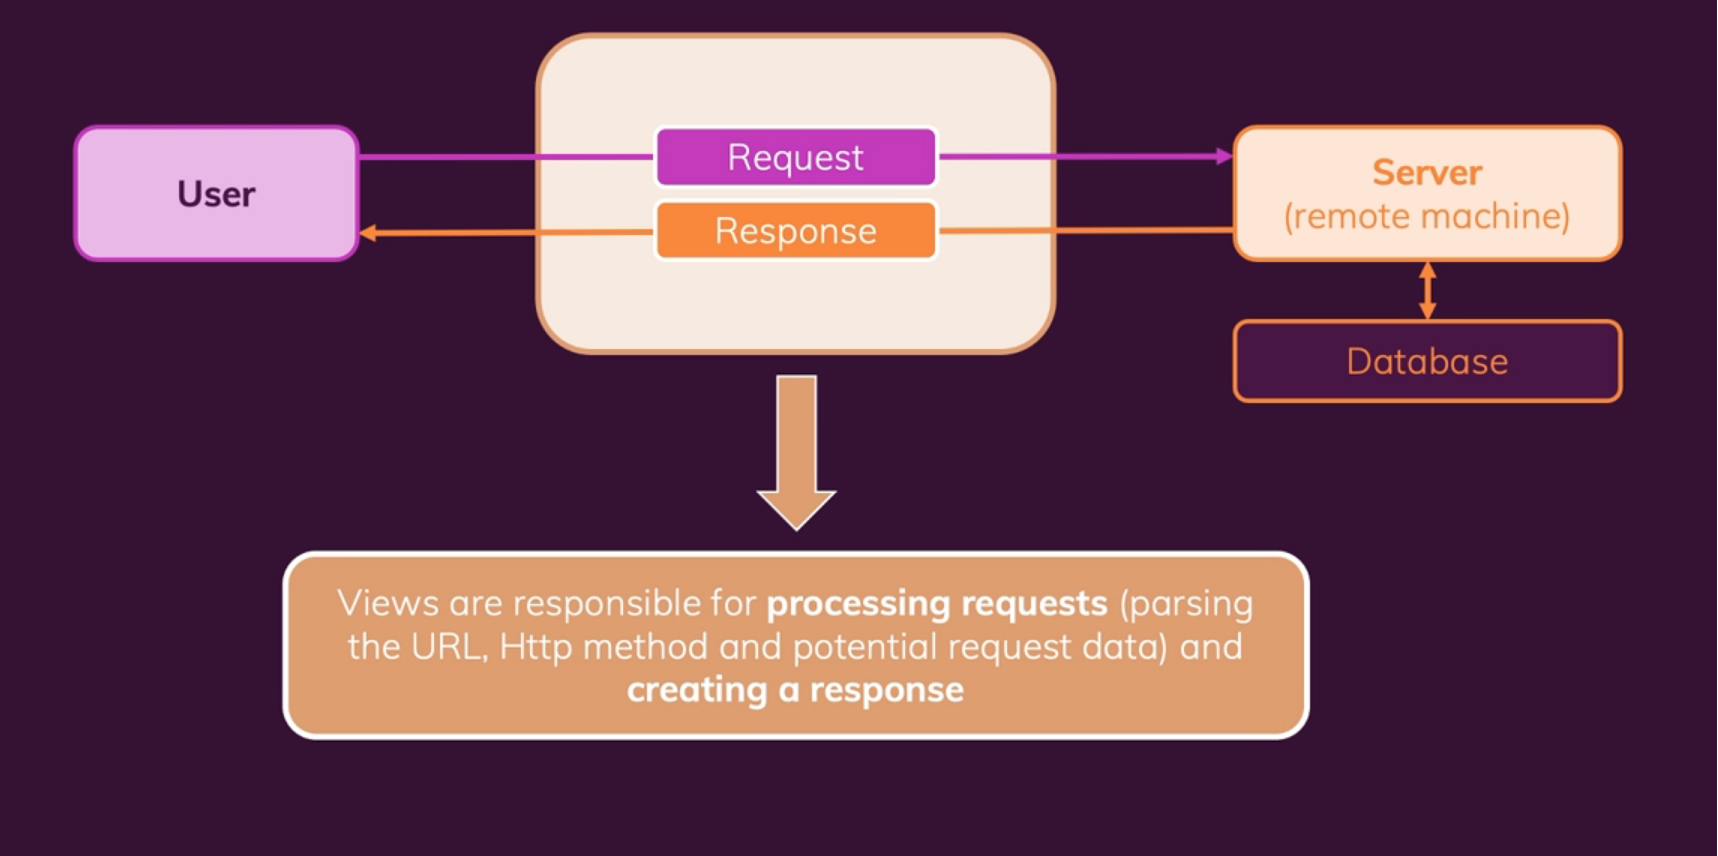 User
Request
Response
Server
(remote machine)
Database
Views are responsible for processing requests (parsing
the URL, Http method and potential request data) and
creating a response